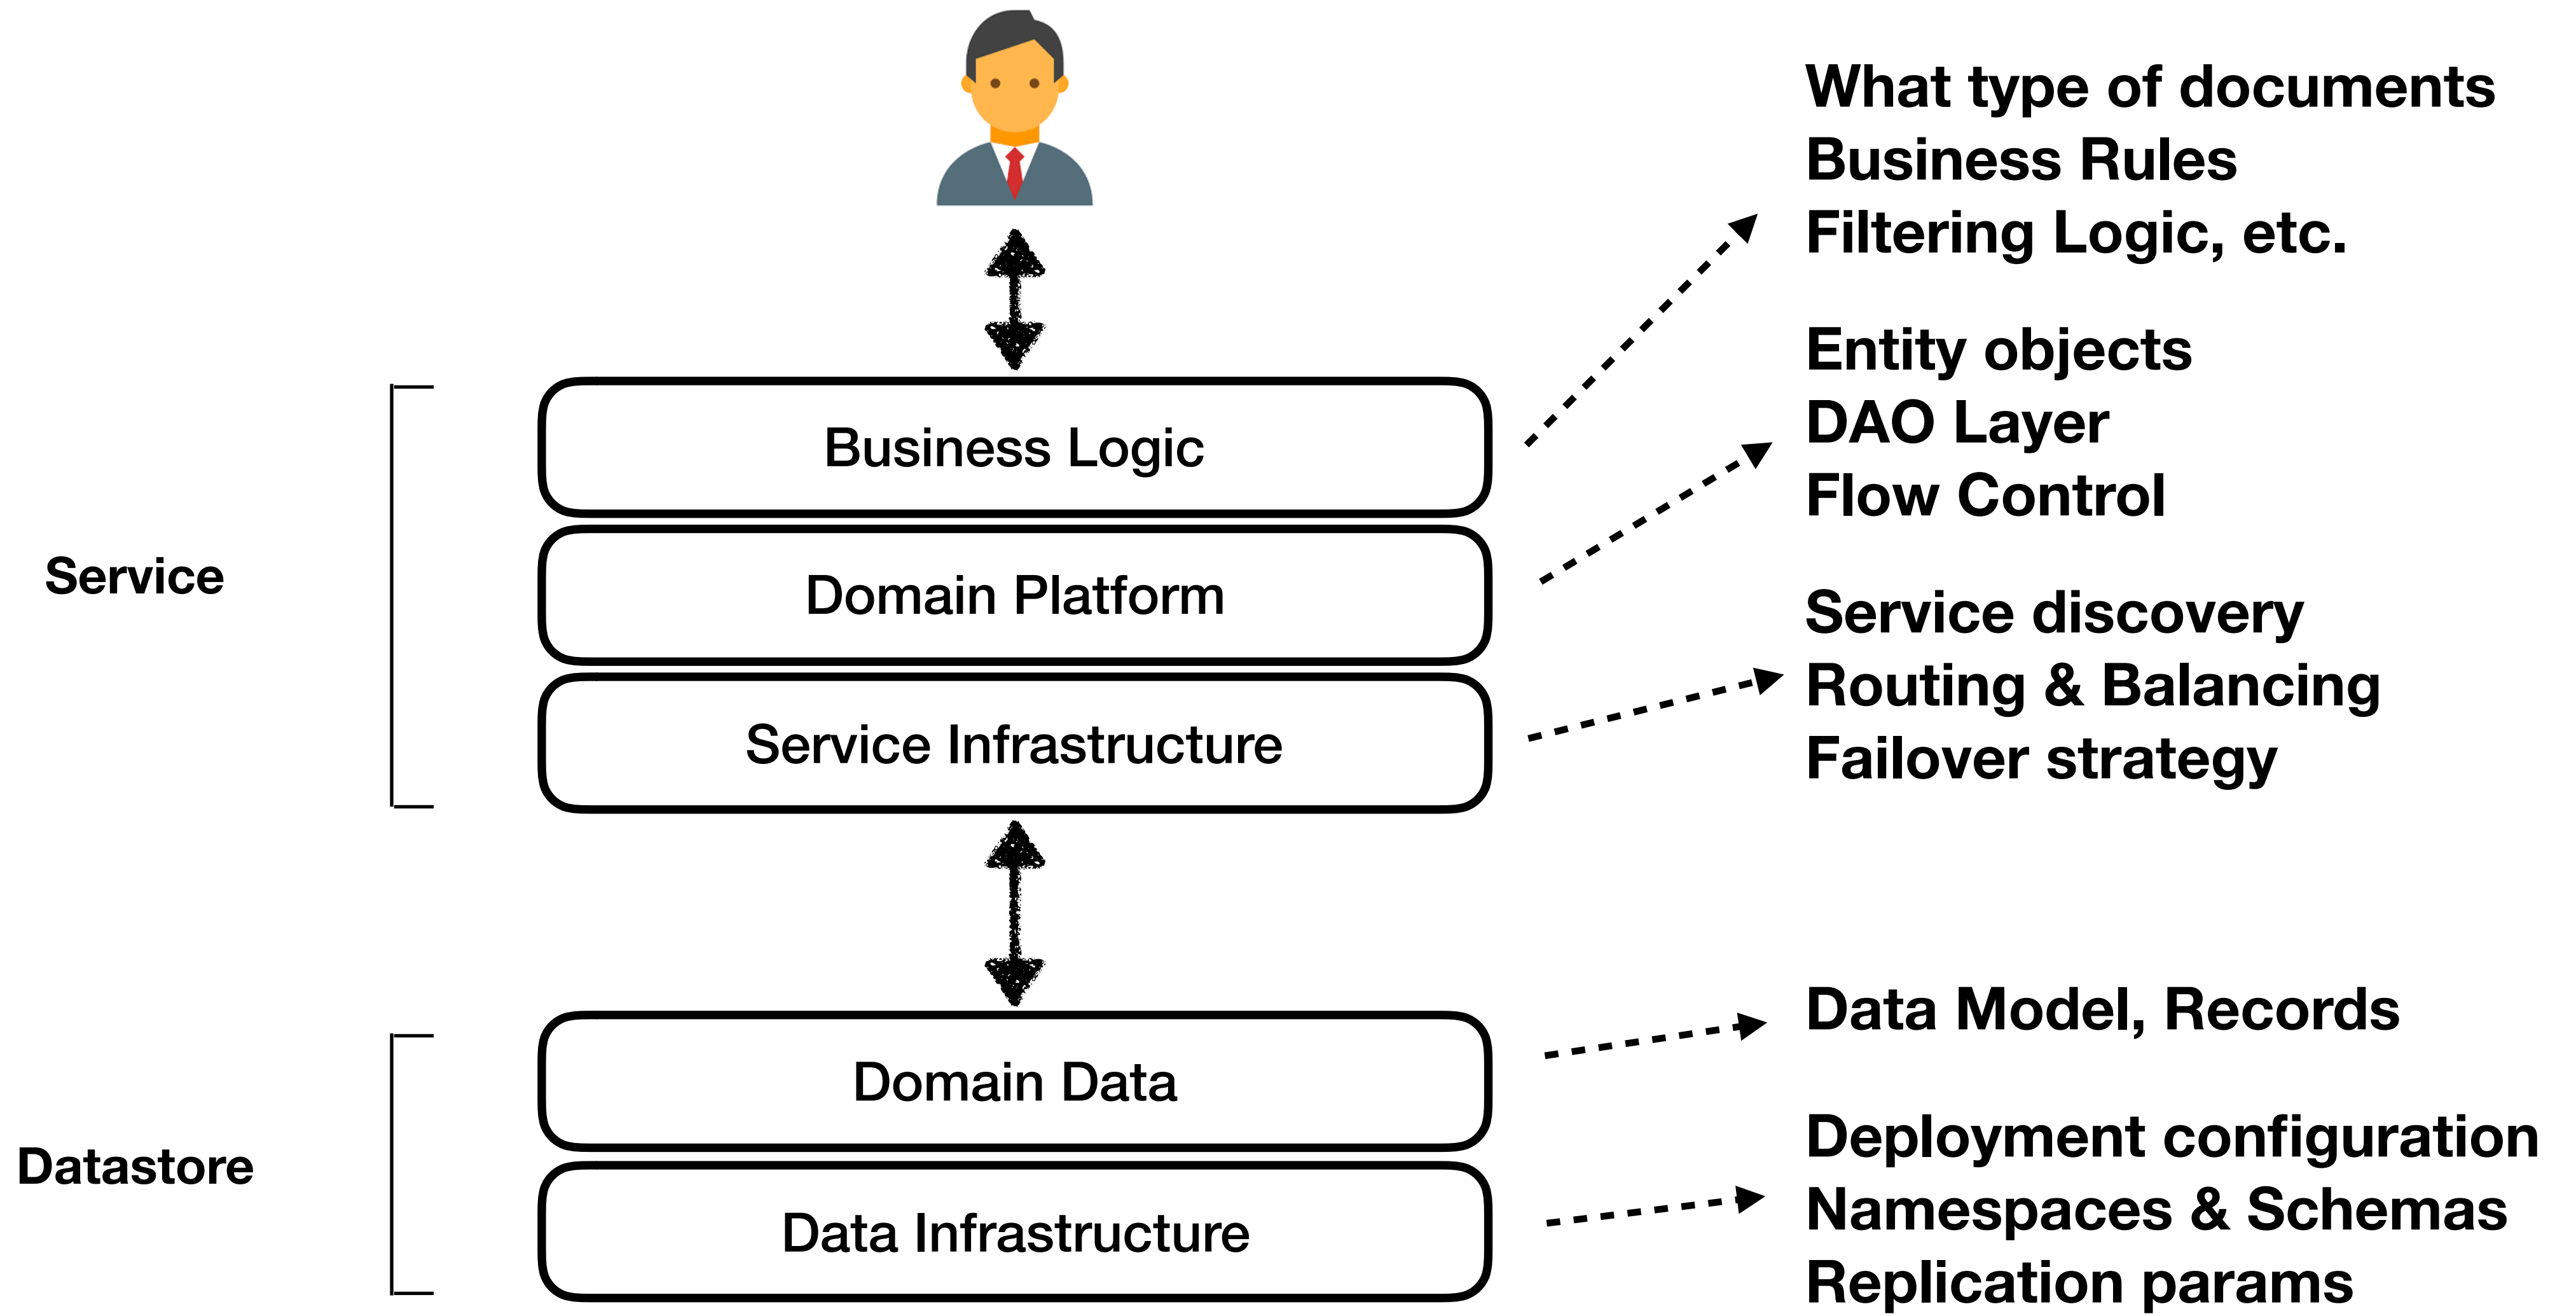 What type of documents
Business Rules
Filtering Logic, etc.
Business Logic
Entity objects
DAO Layer
Flow Control
Service
Domain Platform
Service discovery
Routing & Balancing
Failover strategy
Service Infrastructure
Data Model, Records
Domain Data
Datastore
Deployment configuration
Namespaces & Schemas
Replication params
Data Infrastructure